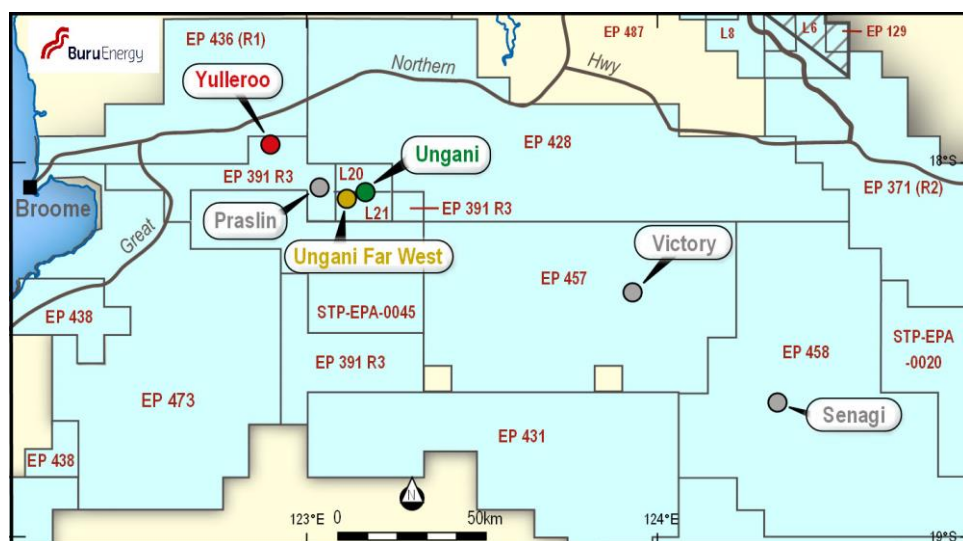 BuruEnergy
EP 436 (R1)
EP 487
L8
L6
EP 129
Northern
Hwy
Yulleroo
Ungani
EP 428
18°S
EP 391 R3
L20
EP 371 (R2)
Broome
Praslin
L21
EP 391 R3
Great
Ungani Far West
Victory
EP 457
STP-EPA-0045
EP 438
STP-EPA
-0020
EP 391 R3
EP 458
EP 473
Senagi
EP 431
EP 438
N
123°E
0
50km
124°E
19°S